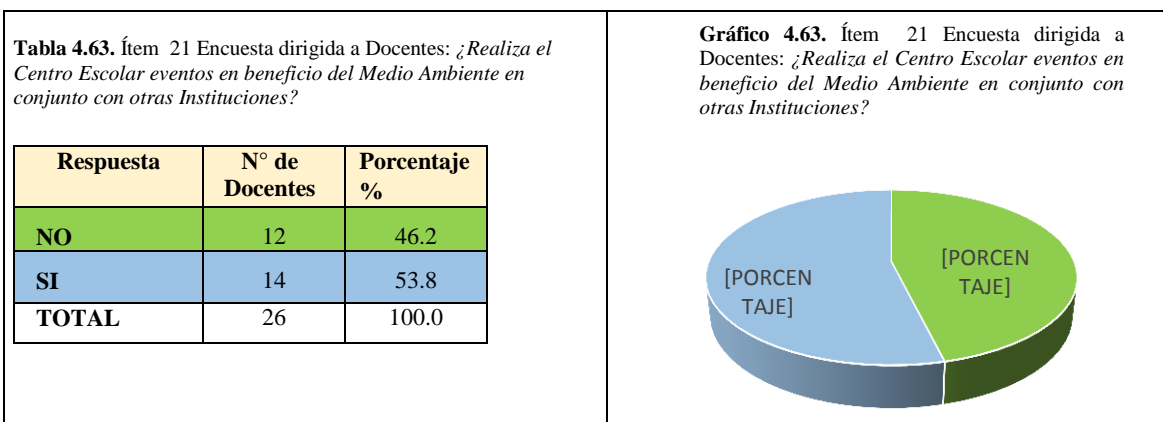 Tabla 4.63. Ítem 21 Encuesta dirigida a Docentes: ¿Realiza el
Centro Escolar eventos en beneficio del Medio Ambiente en
conjunto con otras Instituciones?
Respuesta N° de Docentes Porcentaje %
NO 12 46.2
SI 14 53.8
TOTAL 26 100.0
Gráfico 4.63. Ítem 21 Encuesta dirigida a
Docentes: ¿Realiza el Centro Escolar eventos en
beneficio del Medio Ambiente en conjunto con
otras Instituciones?
[PORCEN
TAJE]
[PORCEN
TAJE]